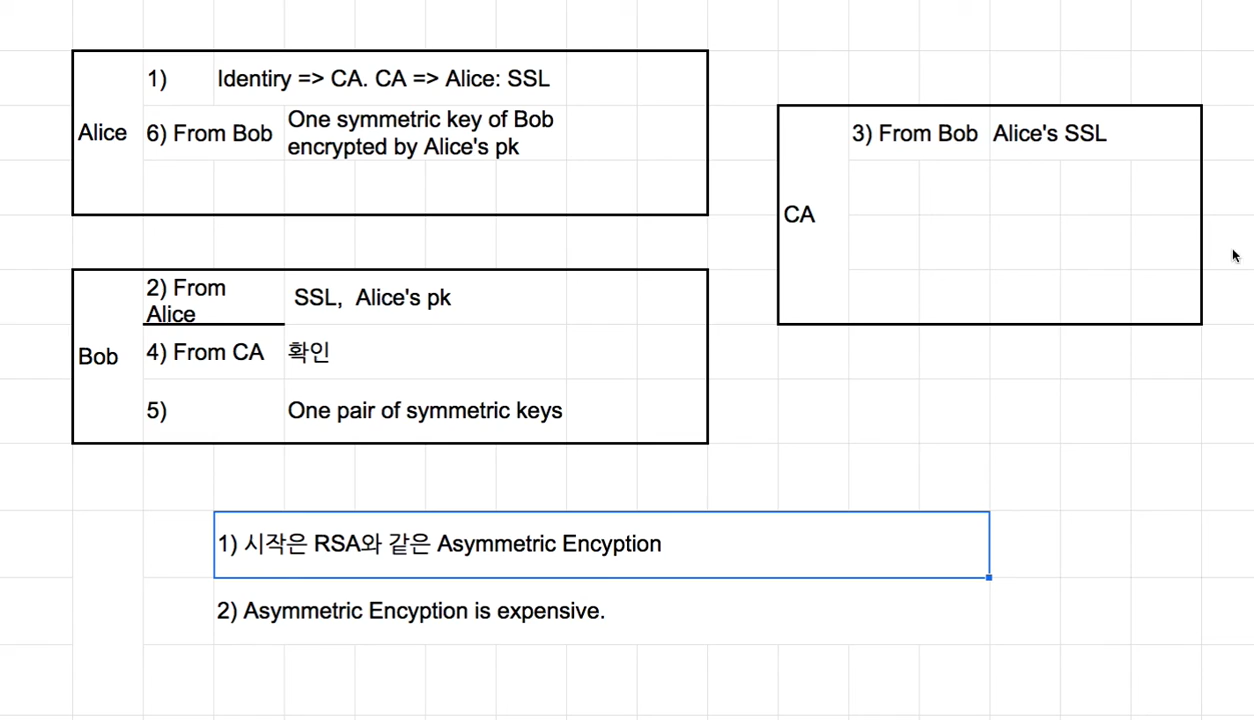 1) Identiry => CA. CA => Alice: SSL
Alice
6) From Bob
One symmetric key of Bob
encrypted by Alice's pk
3) From Bob Alice's SSL
CA
2) From
Alice
SSL, Alice's pk
Bob
4) From CA 확인
5) One pair of symmetric keys
1) 시작은 RSA와 같은 Asymmetric Encyption
2) Asymmetric Encyption is expensive.